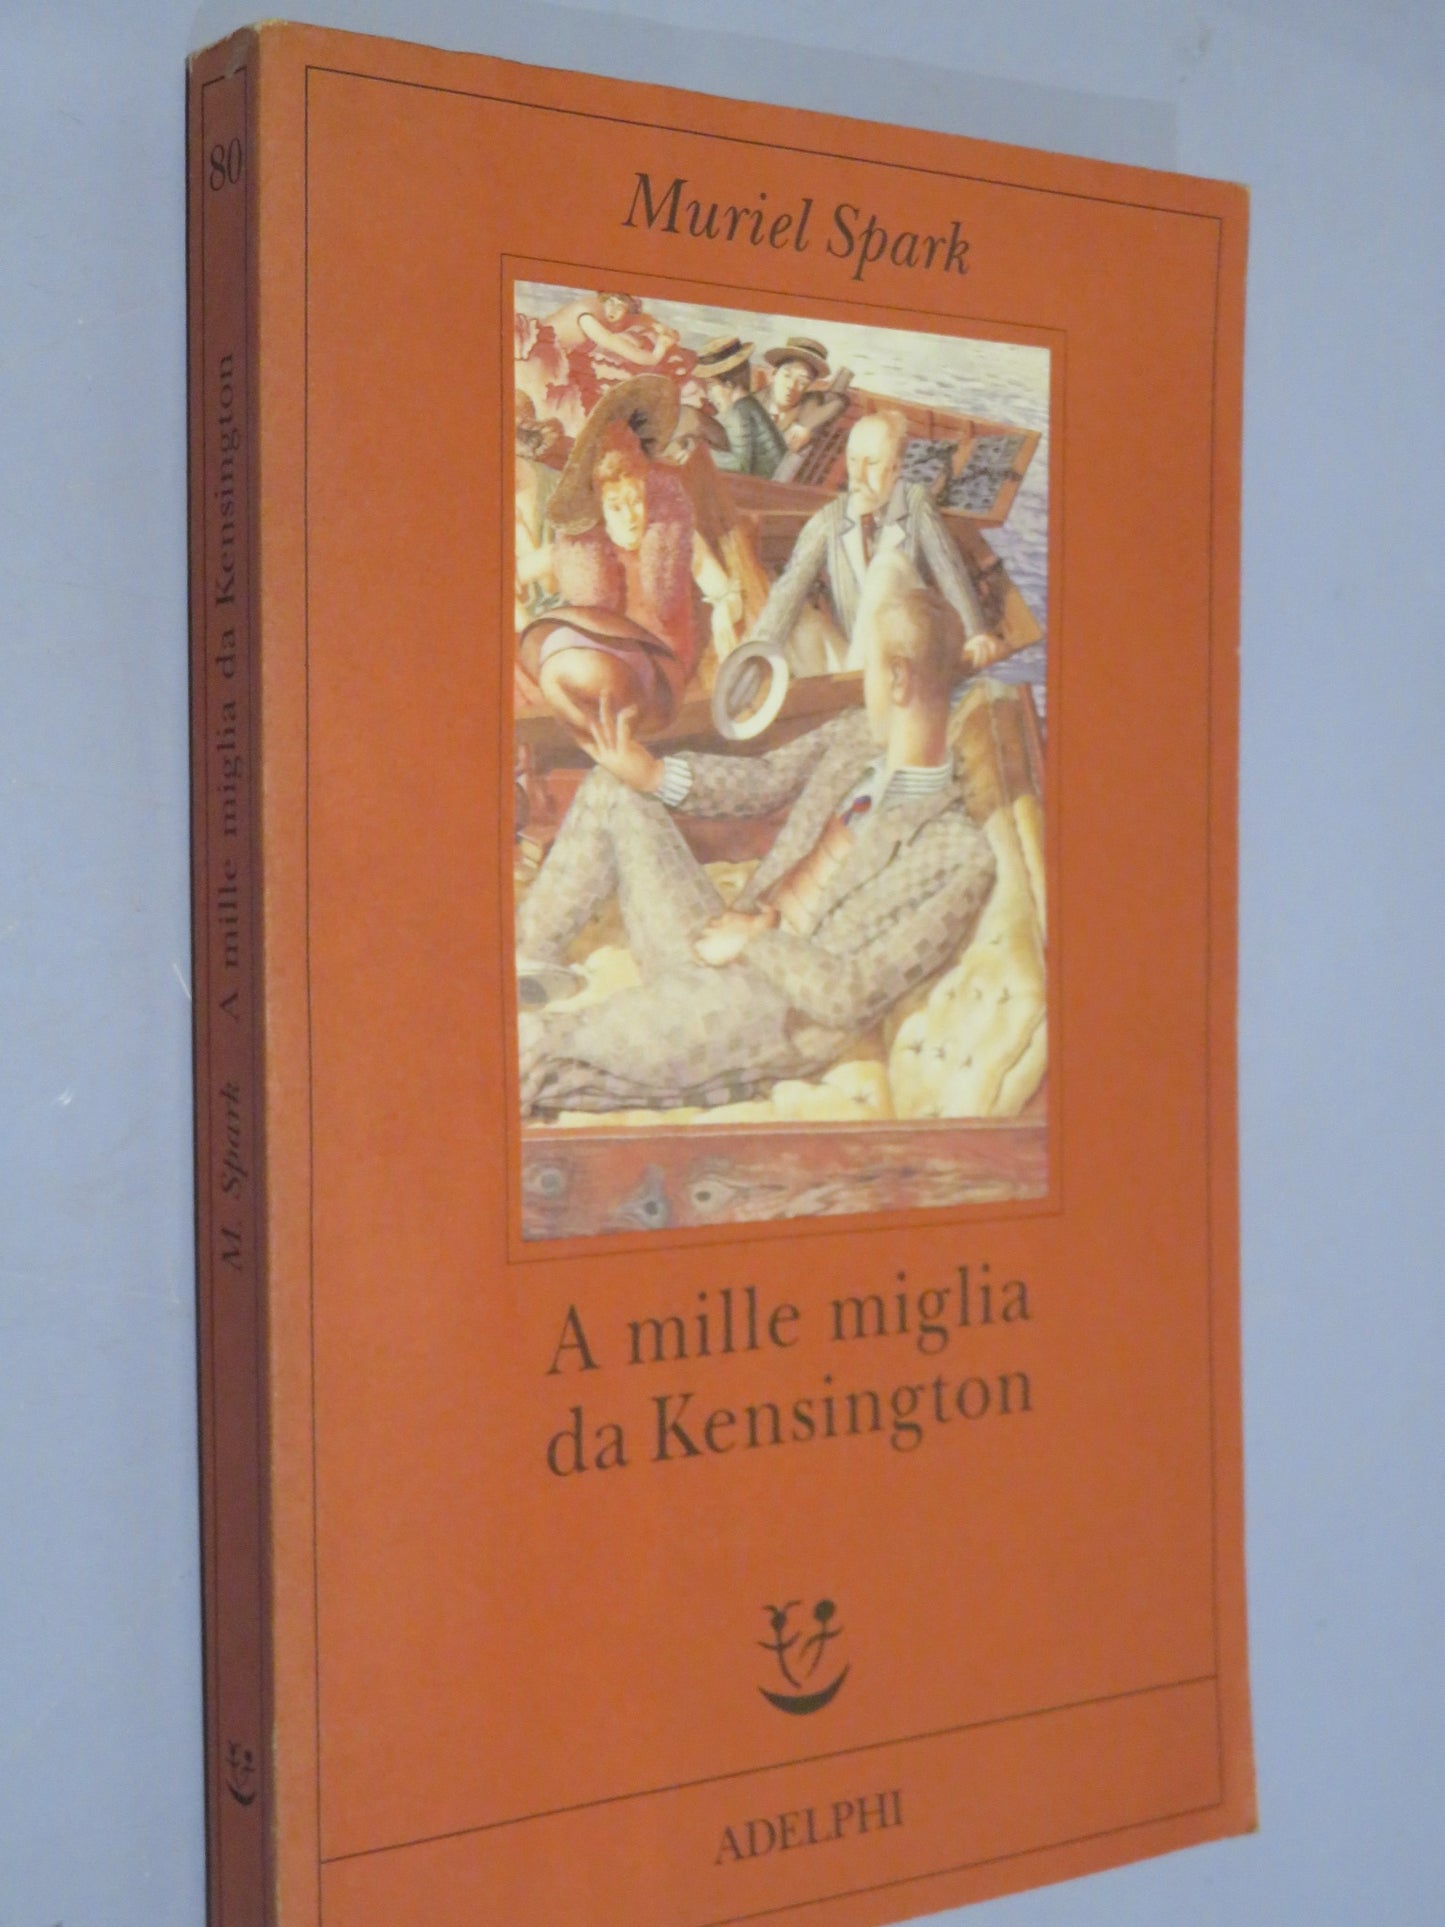 80
M. Spark A mille miglia da Kensington
Muriel Spark
A mille miglia
da Kensington
ADELPHI